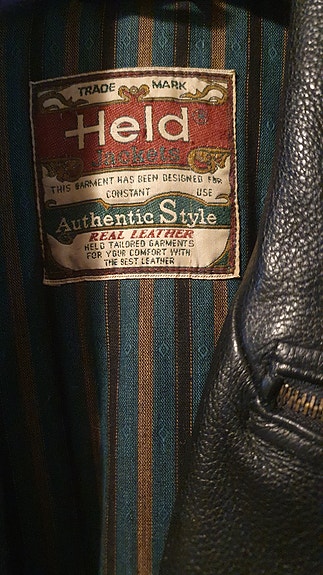 TRADE MARK
Held®
Jackets
THIS GARMENT HAS BEEN DESIGNED FOR
CONSTANT USE
Authentic Style
REAL LEATHER
HELD TAILORED GARMENTS
FOR YOUR COMFORT WITH
THE BEST LEATHER